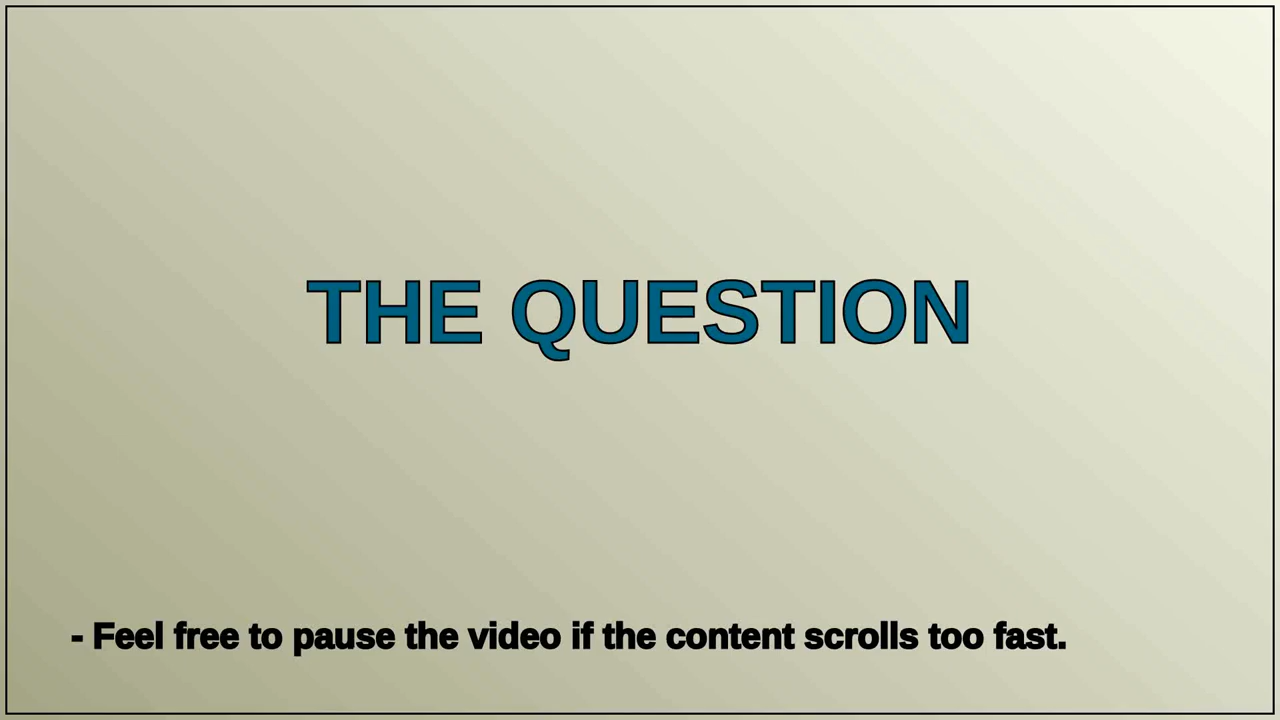 THE QUESTION
- Feel free to pause the video if the content scrolls too fast.